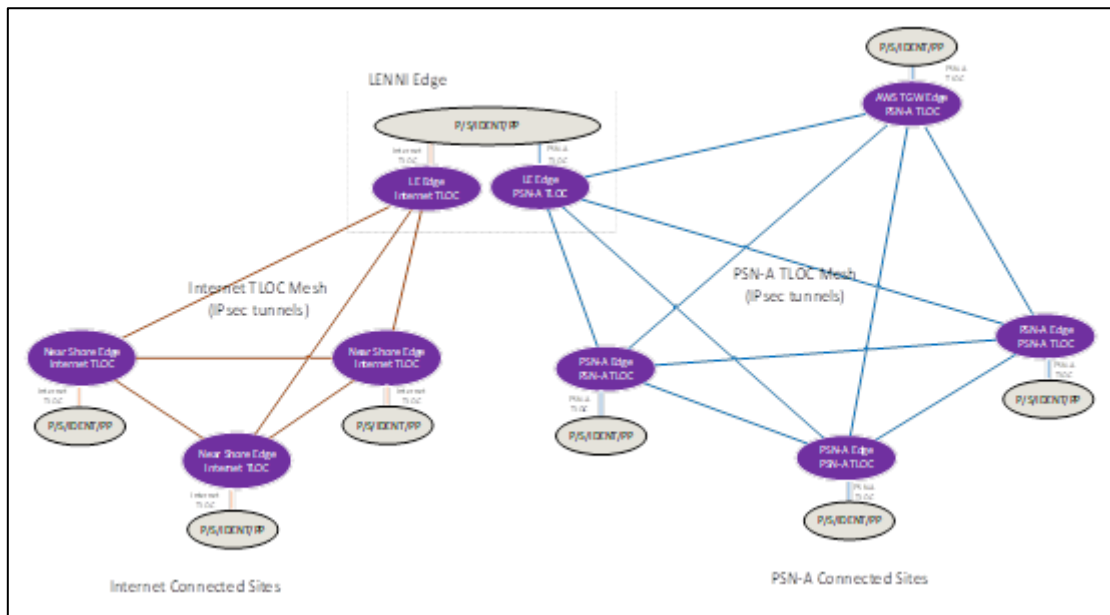 P/S/IDENT/PP
PSN-A
TLOC
AWS TGW Edge
PSN-A TLOC
LENNI Edge
P/S/IDENT/PP
Internet
TLOC
PSN-A
TLOC
LE Edge
Internet TLOC
LE Edge
PSN-A TLOC
Internet TLOC Mesh
(IPsec tunnels)
PSN-A TLOC Mesh
(IPsec tunnels)
Near Shore Edge
Internet TLOC
Near Shore Edge
Internet TLOC
PSN-A Edge
PSN-A TLOC
PSN-A Edge
PSN-A TLOC
Internet
TLOC
Internet
TLOC
PSN-A
TLOC
PSN-A
TLOC
P/S/IDENT/PP
P/S/IDENT/PP
P/S/IDENT/PP
P/S/IDENT/PP
Near Shore Edge
Internet TLOC
PSN-A Edge
PSN-A TLOC
Internet
TLOC
PSN-A
TLOC
P/S/IDENT/PP
P/S/IDENT/PP
Internet Connected Sites
PSN-A Connected Sites